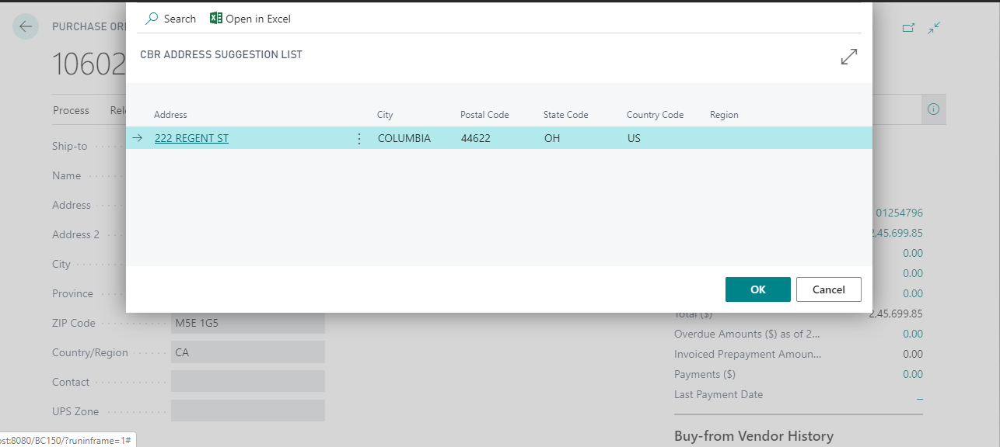 Search Open in Excel
PURCHASE OR
CBR ADDRESS SUGGESTION LIST
10602
Process Rel
Address City Postal Code State Code Country Code Region
222 REGENT ST COLUMBIA 44622 OH US
Ship-to
Name
Address 01254796
Address 2 2,45,699.85
0.00
City
0.00
Province 0.00
OK Cancel
Total ($) 2,45,699.85
ZIP Code M5E 1G5
Overdue Amounts ($) as of 2... 0.00
Country/Region CA
Invoiced Prepayment Amoun... 0.00
Payments ($) 0.00
Contact
Last Payment Date _
UPS Zone
Buy-from Vendor History
ost:8080/BC150/?runinframe=1#